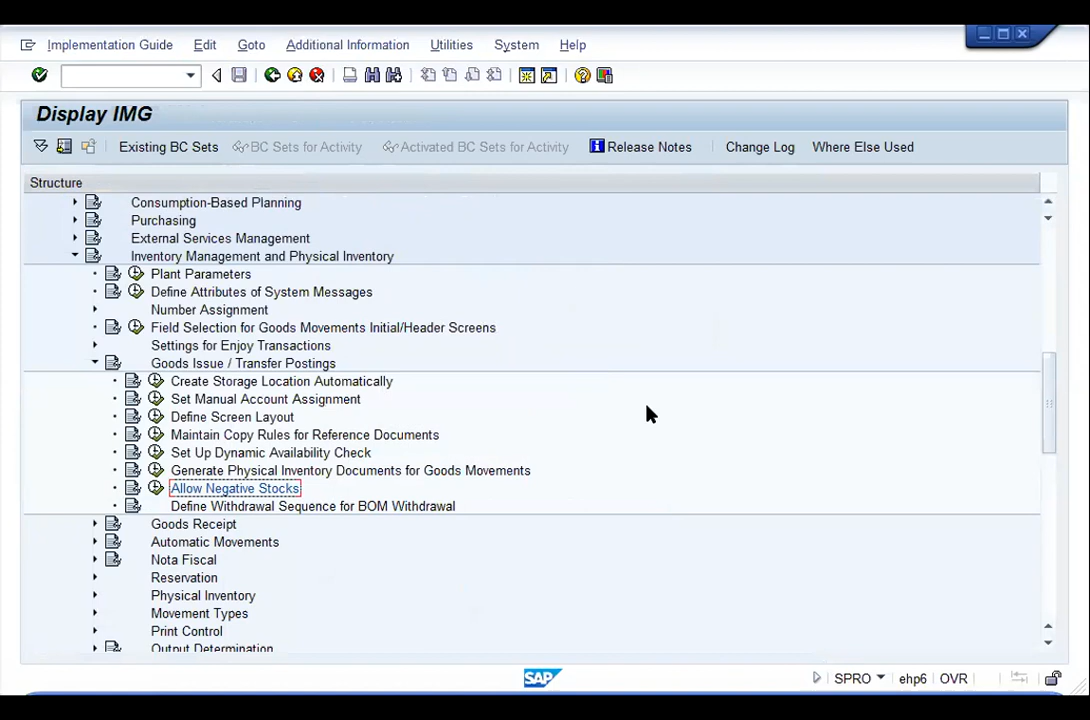 Implementation Guide Edit Goto Additional Information Utilities System Help
Display IMG
Existing BC Sets BC Sets for Activity Activated BC Sets for Activity Release Notes Change Log Where Else Used
Structure
Consumption-Based Planning
Purchasing
External Services Management
Inventory Management and Physical Inventory
Plant Parameters
Define Attributes of System Messages
Number Assignment
Field Selection for Goods Movements Initial/Header Screens
Settings for Enjoy Transactions
Goods Issue / Transfer Postings
Create Storage Location Automatically
Set Manual Account Assignment
Define Screen Layout
Maintain Copy Rules for Reference Documents
Set Up Dynamic Availability Check
Generate Physical Inventory Documents for Goods Movements
Allow Negative Stocks
Define Withdrawal Sequence for BOM Withdrawal
Goods Receipt
Automatic Movements
Nota Fiscal
Reservation
Physical Inventory
Movement Types
Print Control
Output Determination
SAP SPRO ehp6 OVR